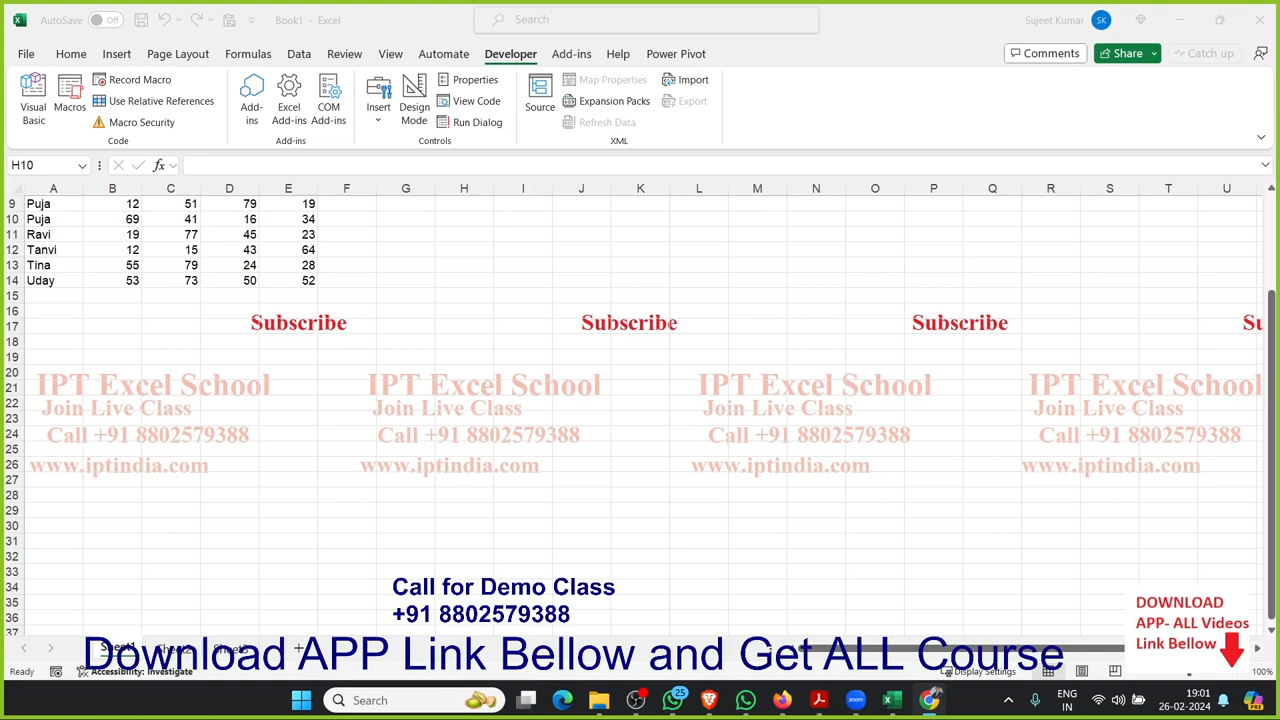 AutoSave Off Book1 - Excel Search Sujeet Kumar SK
File Home Insert Page Layout Formulas Data Review View Automate Developer Add-ins Help Power Pivot Comments Share Catch up
Visual Basic
Macros
Record Macro
Use Relative References
Macro Security
Code
Add-ins
Excel Add-ins
COM Add-ins
Add-ins
Insert
Design Mode
Properties
View Code
Run Dialog
Controls
Source
Map Properties
Expansion Packs
Refresh Data
Import
Export
XML
H10 fx
A B C D E F G H I J K L M N O P Q R S T U
9 Puja 12 51 79 19
10 Puja 69 41 16 34
11 Ravi 19 77 45 23
12 Tanvi 12 15 43 64
13 Tina 55 79 24 28
14 Uday 53 73 50 52
15
16
17
18
19
20
21
22
23
24
25
26
27
28
29
30
31
32
33
34
35
36
37
Subscribe Subscribe Subscribe Su
IPT Excel School IPT Excel School IPT Excel School IPT Excel School
Join Live Class Join Live Class Join Live Class Join Live Class
Call +91 8802579388 Call +91 8802579388 Call +91 8802579388 Call +91 8802579388
www.iptindia.com www.iptindia.com www.iptindia.com www.iptindia.com
Call for Demo Class
+91 8802579388
DOWNLOAD
APP- ALL Videos
Link Bellow
Sheet1
Download APP Link Bellow and Get ALL Course
Ready Accessibility: Investigate Display Settings 100%
Search 25 zoom ENG IN 19:01 26-02-2024 PRE